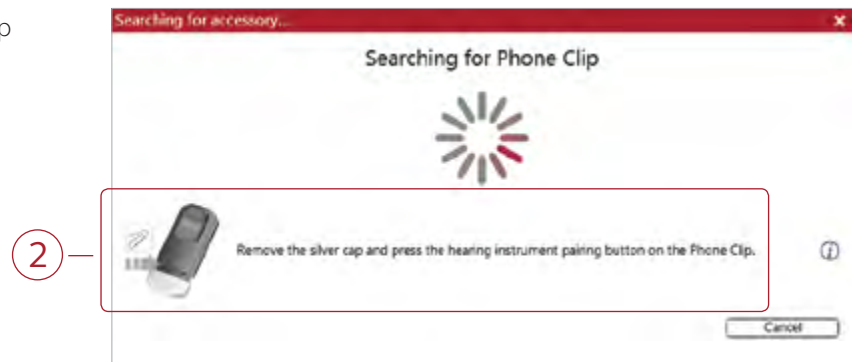 p
Searching for accessory...
Searching for Phone Clip
2
Remove the silver cap and press the hearing instrument pairing button on the Phone Clip.
Cancel